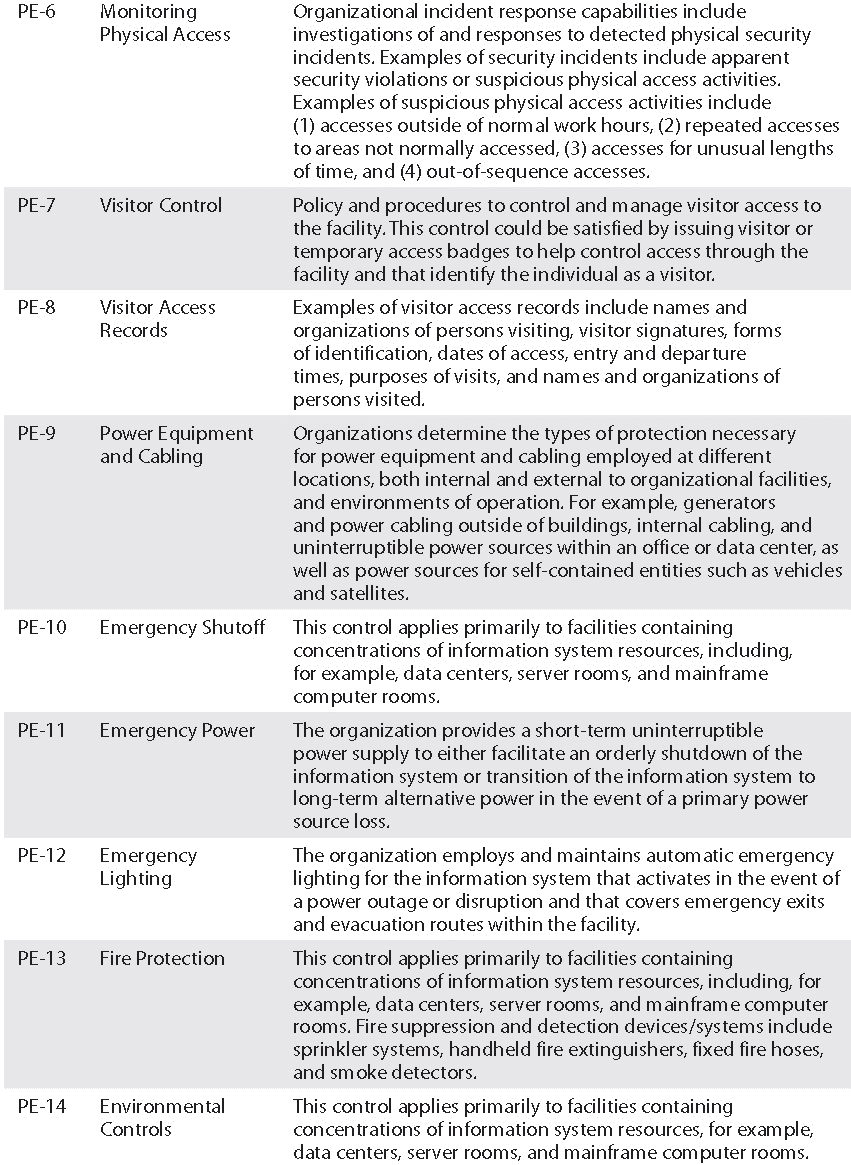 PE-6 Monitoring Physical Access Organizational incident response capabilities include
investigations of and responses to detected physical security
incidents. Examples of security incidents include apparent
security violations or suspicious physical access activities.
Examples of suspicious physical access activities include
(1) accesses outside of normal work hours, (2) repeated accesses
to areas not normally accessed, (3) accesses for unusual lengths
of time, and (4) out-of-sequence accesses.
PE-7 Visitor Control Policy and procedures to control and manage visitor access to
the facility. This control could be satisfied by issuing visitor or
temporary access badges to help control access through the
facility and that identify the individual as a visitor.
PE-8 Visitor Access Records Examples of visitor access records include names and
organizations of persons visiting, visitor signatures, forms
of identification, dates of access, entry and departure
times, purposes of visits, and names and organizations of
persons visited.
PE-9 Power Equipment and Cabling Organizations determine the types of protection necessary
for power equipment and cabling employed at different
locations, both internal and external to organizational facilities,
and environments of operation. For example, generators
and power cabling outside of buildings, internal cabling, and
uninterruptible power sources within an office or data center, as
well as power sources for self-contained entities such as vehicles
and satellites.
PE-10 Emergency Shutoff This control applies primarily to facilities containing
concentrations of information system resources, including,
for example, data centers, server rooms, and mainframe
computer rooms.
PE-11 Emergency Power The organization provides a short-term uninterruptible
power supply to either facilitate an orderly shutdown of the
information system or transition of the information system to
long-term alternative power in the event of a primary power
source loss.
PE-12 Emergency Lighting The organization employs and maintains automatic emergency
lighting for the information system that activates in the event of
a power outage or disruption and that covers emergency exits
and evacuation routes within the facility.
PE-13 Fire Protection This control applies primarily to facilities containing
concentrations of information system resources, including, for
example, data centers, server rooms, and mainframe computer
rooms. Fire suppression and detection devices/systems include
sprinkler systems, handheld fire extinguishers, fixed fire hoses,
and smoke detectors.
PE-14 Environmental Controls This control applies primarily to facilities containing
concentrations of information system resources, for example,
data centers, server rooms, and mainframe computer rooms.